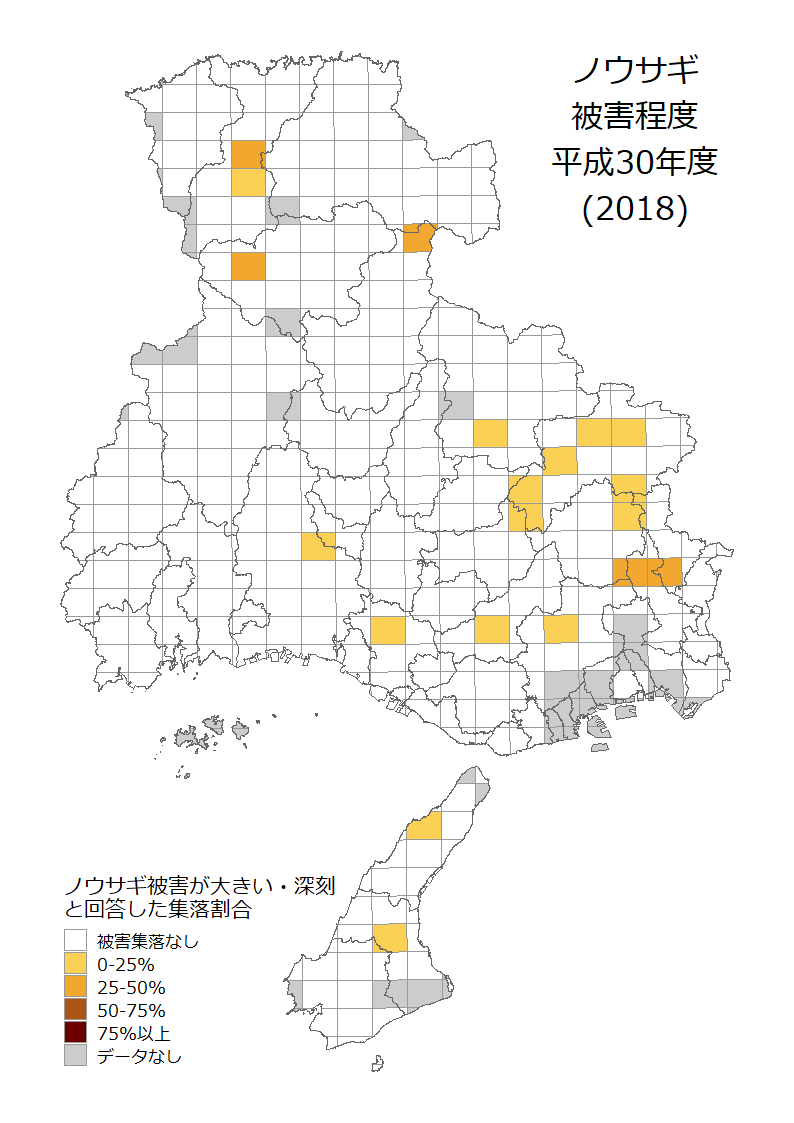 ノウサギ
被害程度
平成30年度
(2018)
ノウサギ被害が大きい・深刻
と回答した集落割合
被害集落なし
0-25%
25-50%
50-75%
75%以上
データなし